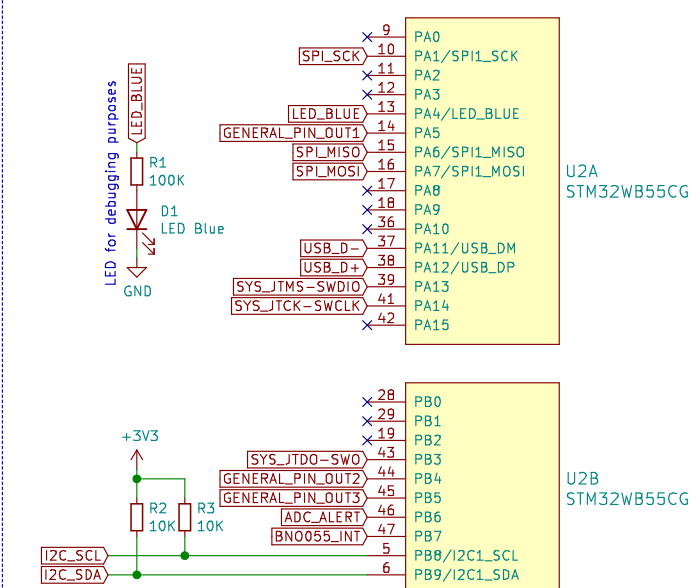 9 PA0
SPI_SCK 10 PA1/SPI1_SCK
11 PA2
12 PA3
LED_BLUE 13 PA4/LED_BLUE
GENERAL_PIN_OUT1 14 PA5
SPI_MISO 15 PA6/SPI1_MISO
SPI_MOSI 16 PA7/SPI1_MOSI
17 PA8
18 PA9
36 PA10
USB_D- 37 PA11/USB_DM
USB_D+ 38 PA12/USB_DP
SYS_JTMS-SWDIO 39 PA13
SYS_JTCK-SWCLK 41 PA14
42 PA15
U2A
STM32WB55CG
LED for debugging purposes
LED_BLUE
R1
100K
D1
LED Blue
GND
28 PB0
29 PB1
19 PB2
SYS_JTDO-SWO 43 PB3
GENERAL_PIN_OUT2 44 PB4
GENERAL_PIN_OUT3 45 PB5
ADC_ALERT 46 PB6
BNO055_INT 47 PB7
I2C_SCL 5 PB8/I2C1_SCL
I2C_SDA 6 PB9/I2C1_SDA
U2B
STM32WB55CG
+3V3
R2
10K
R3
10K